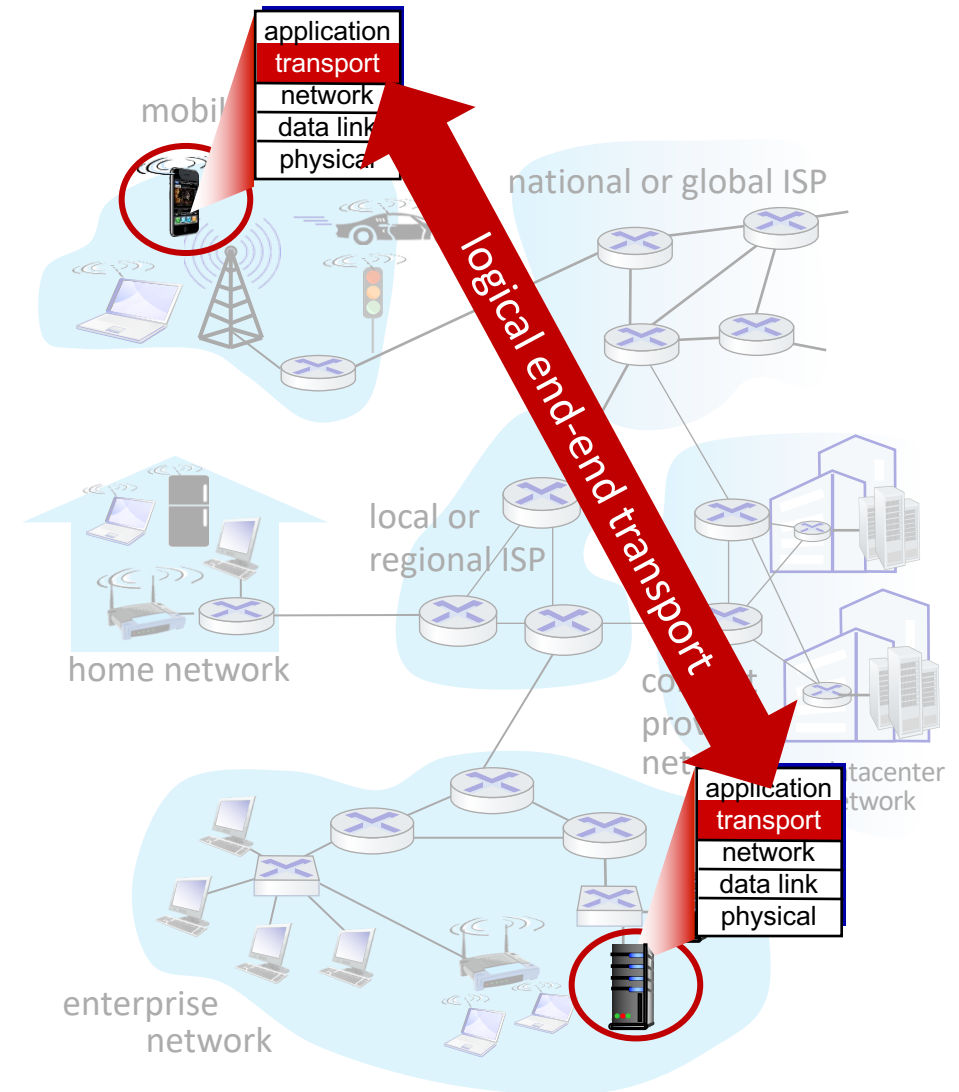 application
transport
network
data link
physical
national or global ISP
logical end-end transport
local or
regional ISP
home network
application
transport
network
data link
physical
network
enterprise
network